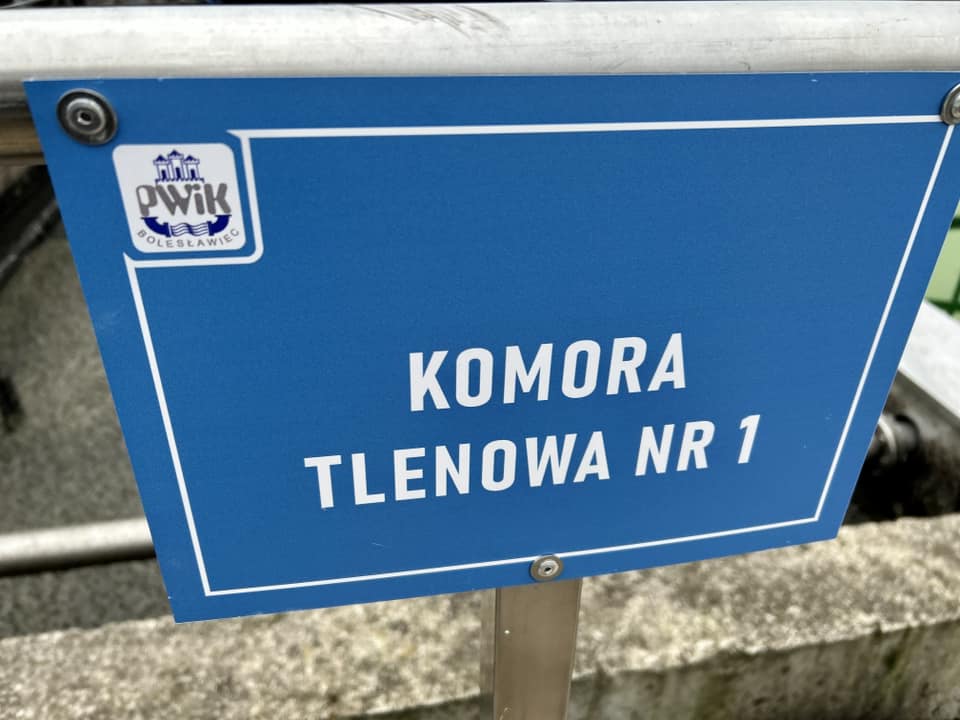 PWiK
BOLESŁAWIEC
KOMORA
TLENOWA NR 1